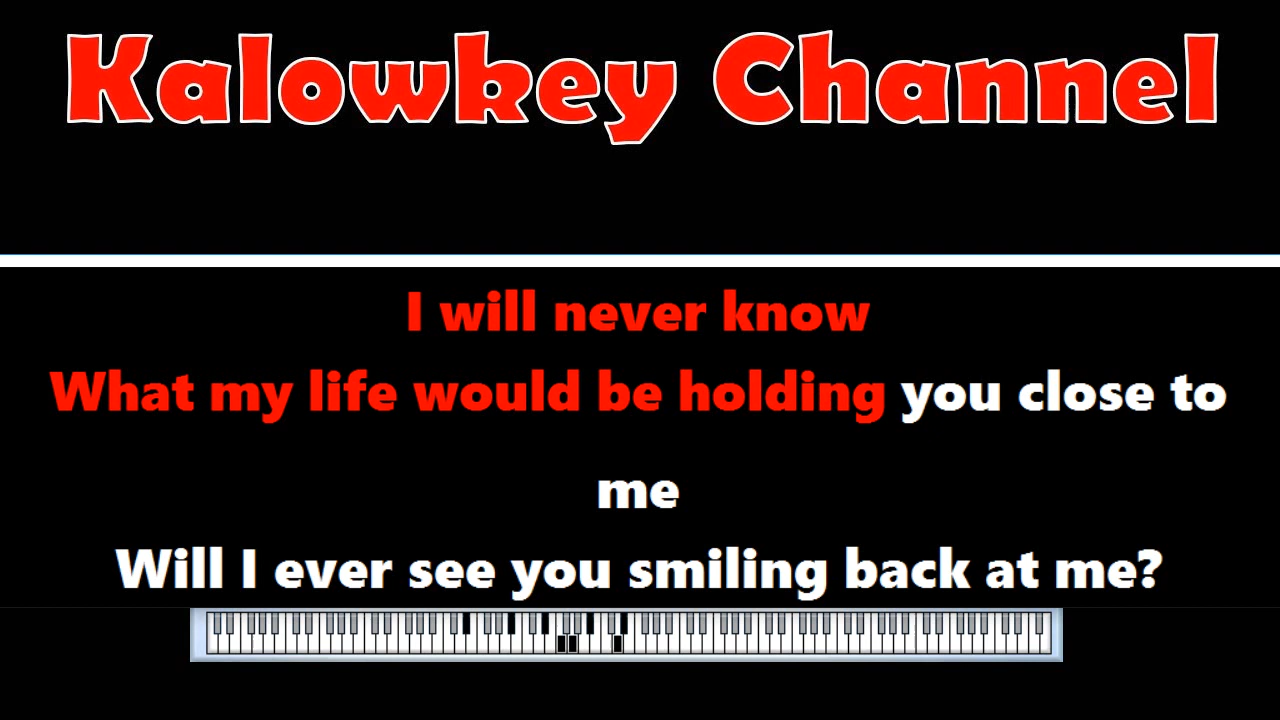 Kalowkey Channel
I will never know
What my life would be holding you close to
me
Will I ever see you smiling back at me?